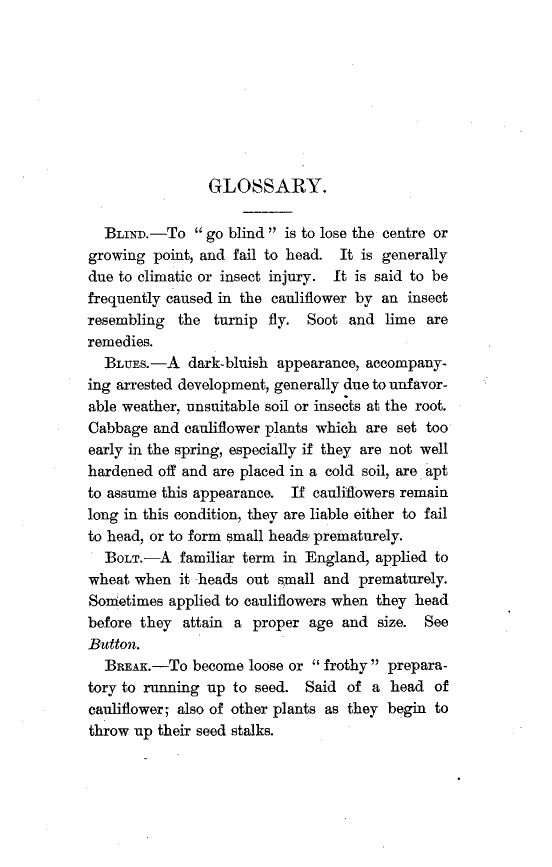 GLOSSARY.
BLIND.—To “go blind” is to lose the centre or
growing point, and fail to head. It is generally
due to climatic or insect injury. It is said to be
frequently caused in the cauliflower by an insect
resembling the turnip fly. Soot and lime are
remedies.
BLUES.—A dark-bluish appearance, accompany-
ing arrested development, generally due to unfavor-
able weather, unsuitable soil or insects at the root.
Cabbage and cauliflower plants which are set too
early in the spring, especially if they are not well
hardened off and are placed in a cold soil, are apt
to assume this appearance. If cauliflowers remain
long in this condition, they are liable either to fail
to head, or to form small heads prematurely.
BOLT.—A familiar term in England, applied to
wheat when it heads out small and prematurely.
Sometimes applied to cauliflowers when they head
before they attain a proper age and size. See
Button.
BREAK.—To become loose or “frothy” prepara-
tory to running up to seed. Said of a head of
cauliflower; also of other plants as they begin to
throw up their seed stalks.